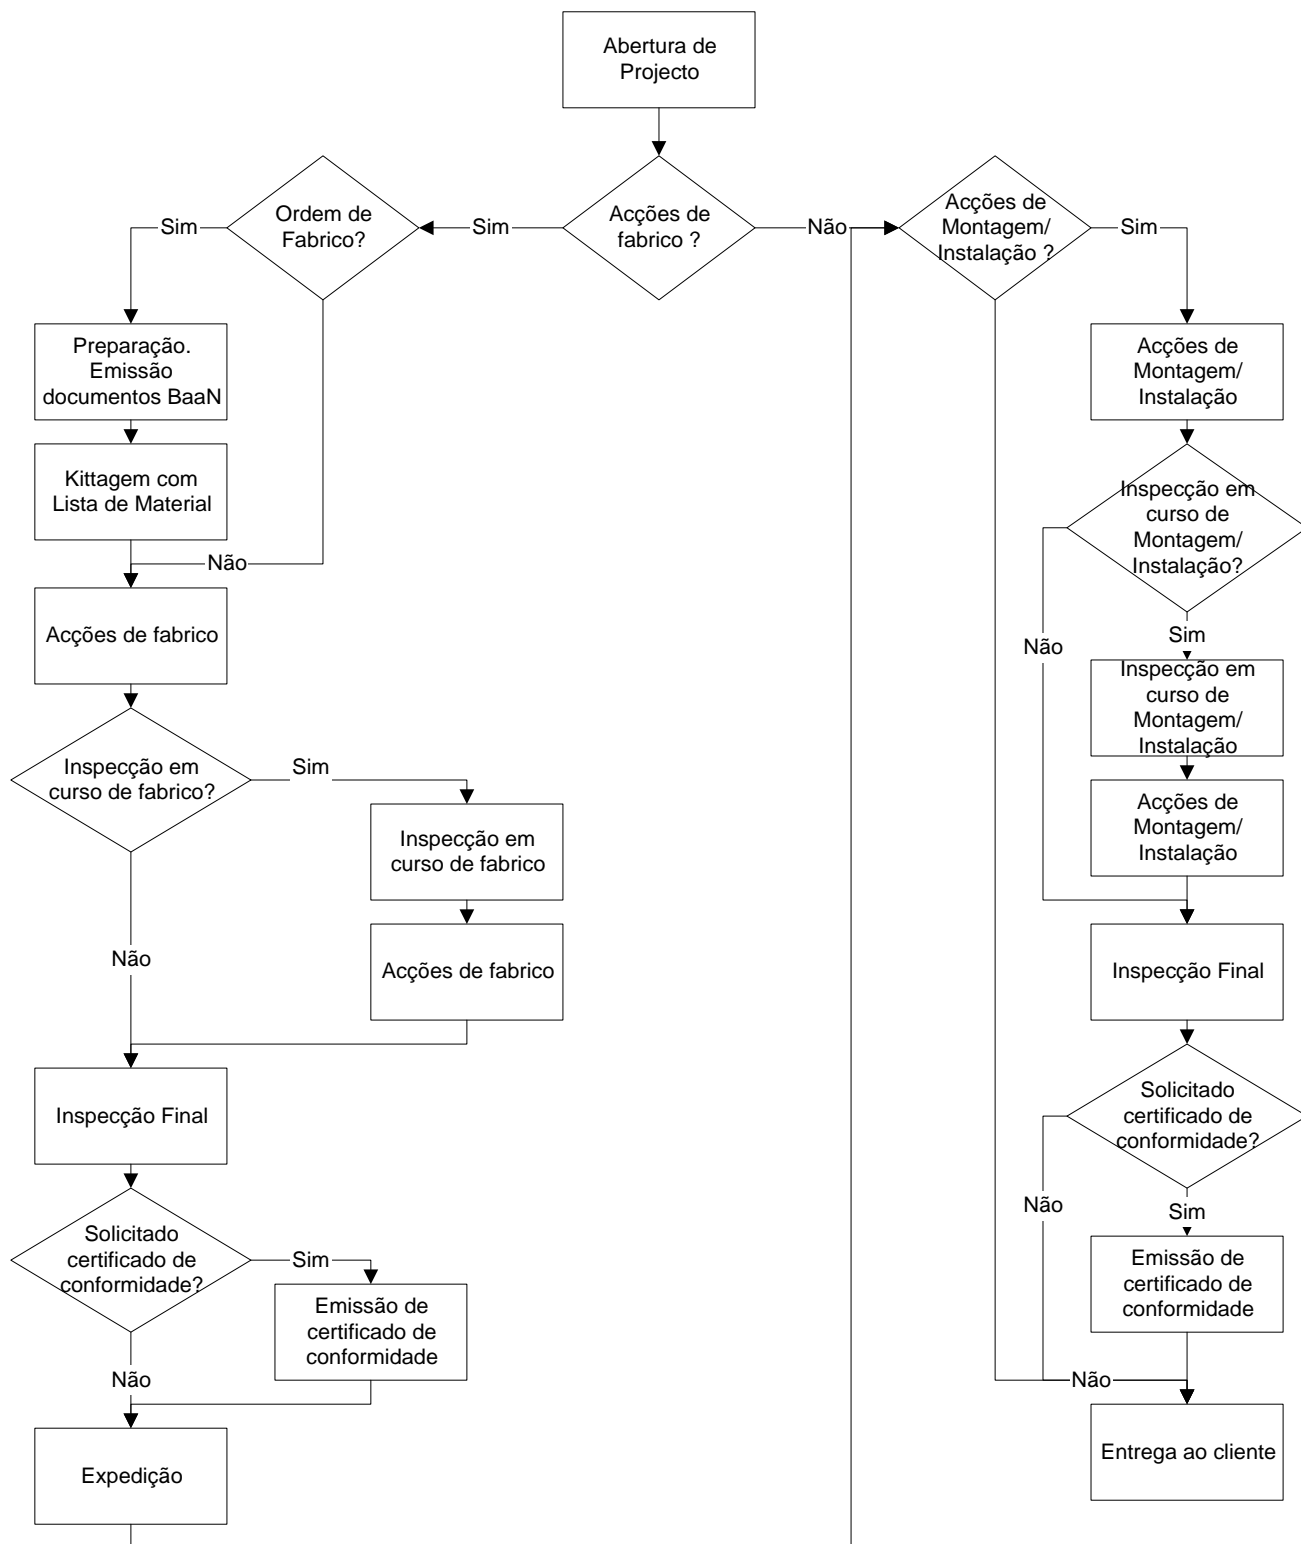 Abertura de
Projecto
Ordem de
Fabrico?
Acções de
fabrico ?
Acções de
Montagem/
Instalação ?
Sim
Sim
Não
Sim
Preparação.
Emissão
documentos BaaN
Acções de
Montagem/
Instalação
Kittagem com
Lista de Material
Inspecção em
curso de
Montagem/
Instalação?
Não
Acções de fabrico
Sim
Não
Inspecção em
curso de
Montagem/
Instalação
Inspecção em
curso de fabrico?
Sim
Inspecção em
curso de fabrico
Acções de
Montagem/
Instalação
Não
Acções de fabrico
Inspecção Final
Inspecção Final
Solicitado
certificado de
conformidade?
Não
Sim
Solicitado
certificado de
conformidade?
Sim
Emissão de
certificado de
conformidade
Emissão de
certificado de
conformidade
Não
Não
Expedição
Entrega ao cliente